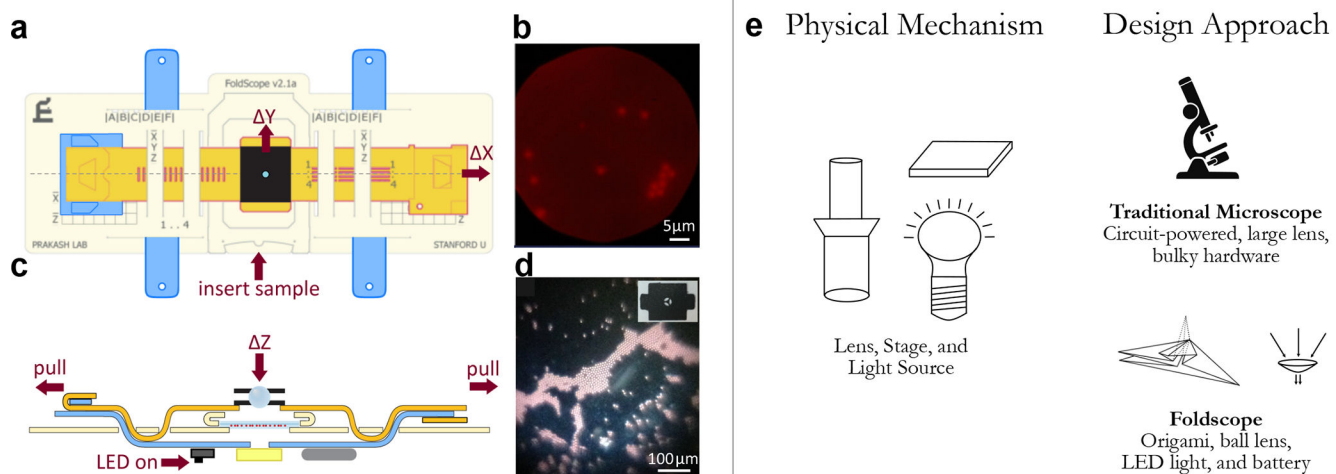 a
FoldScope v2.1a
|A|B|C|D|E|F|
|A|B|C|D|E|F|
ΔY
X
Y
Z
X
Y
Z
ΔX
1
4
1
4
X
Z
1 . . 4
Z
PRAKASH LAB
STANFORD U
insert sample
b
5μm
c
pull
ΔZ
pull
LED on
d
100μm
e
Physical Mechanism
Lens, Stage, and
Light Source
Design Approach
Traditional Microscope
Circuit-powered, large lens,
bulky hardware
Foldscope
Origami, ball lens,
LED light, and battery